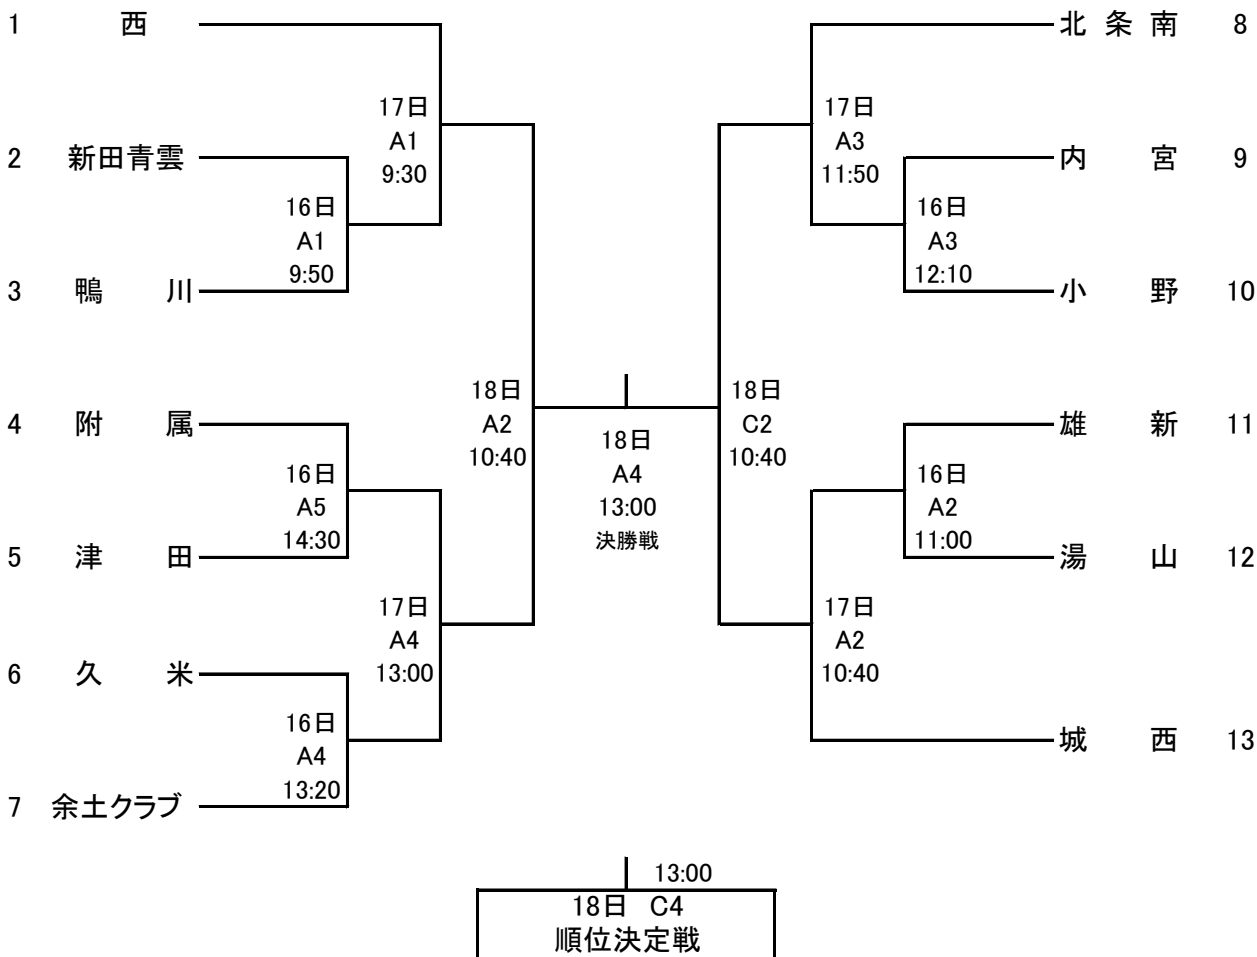 1 西
17日
A1
9:30
2 新田青雲
16日
A1
9:50
3 鴨川
18日
A2
10:40
4 附属
16日
A5
14:30
5 津田
17日
A4
13:00
6 久米
16日
A4
13:20
7 余土クラブ
18日
A4
13:00
決勝戦
北条南 8
17日
A3
11:50
内宮 9
16日
A3
12:10
小野 10
18日
C2
10:40
雄新 11
16日
A2
11:00
湯山 12
17日
A2
10:40
城西 13
13:00
18日 C4
順位決定戦